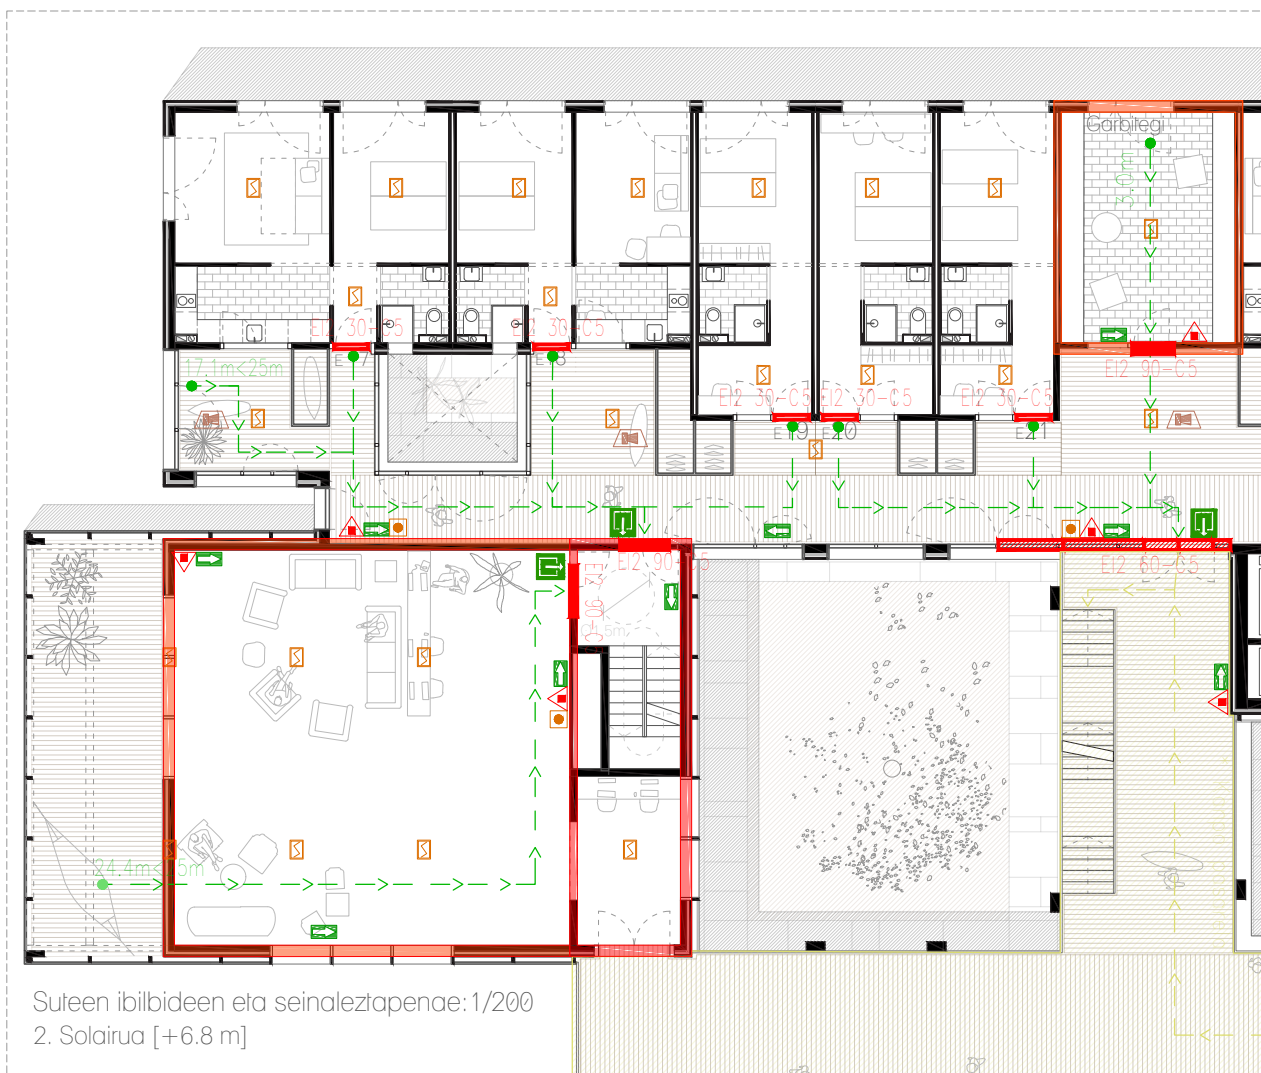 Garbitegi
3.0m
EI2 30-C5
EI2 30-C5
E18
17.1m<25m
EI2 90-C5
EI2 30-C5
EI2 30-C5
EI2 30-C5
E19
E20
E21
EI2 90-C5
EI2 60-C5
EI2 90-C
24.4m<25m
Suteen ibilbideen eta seinaleztapenae: 1/200
2. Solairua [+6.8 m]